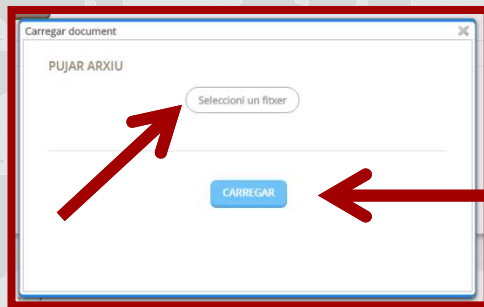 Carregar document
PUJAR ARXIU
Seleccioni un fitxer
CARREGAR